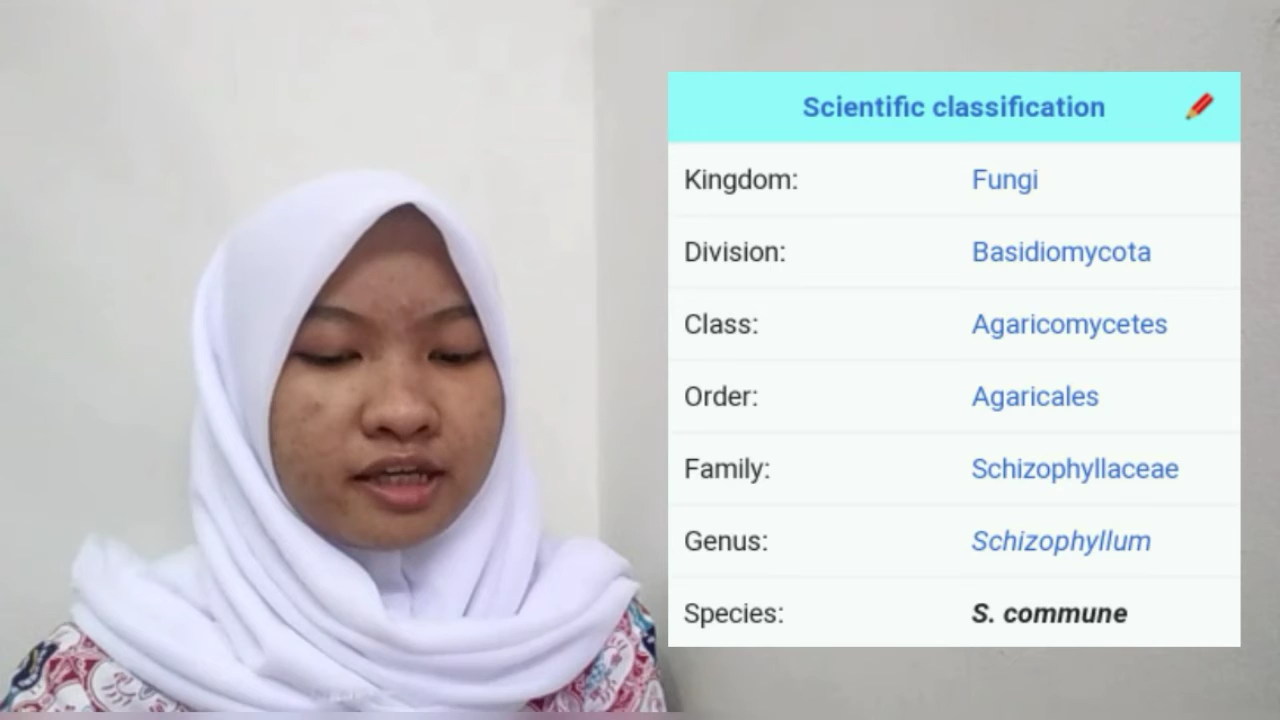 Scientific classification
Kingdom: Fungi
Division: Basidiomycota
Class: Agaricomycetes
Order: Agaricales
Family: Schizophyllaceae
Genus: Schizophyllum
Species: S. commune